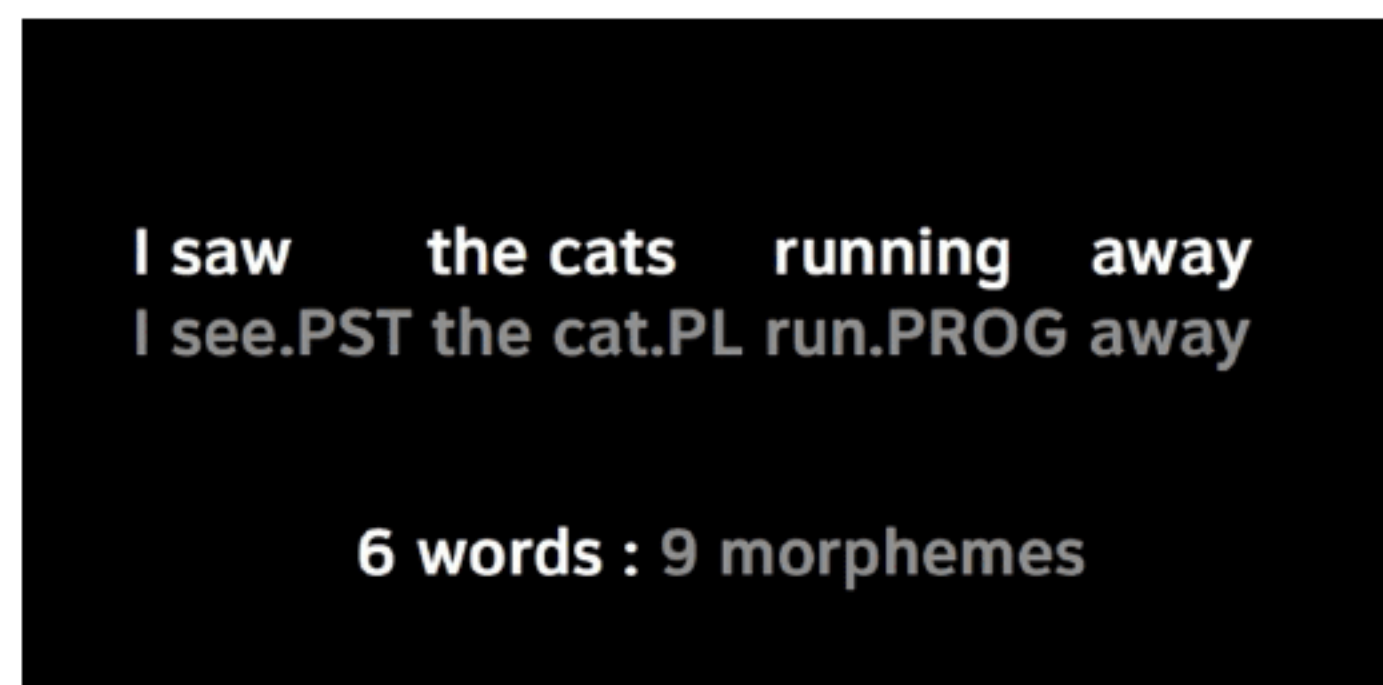 I saw the cats running away
I see.PST the cat.PL run.PROG away
6 words : 9 morphemes